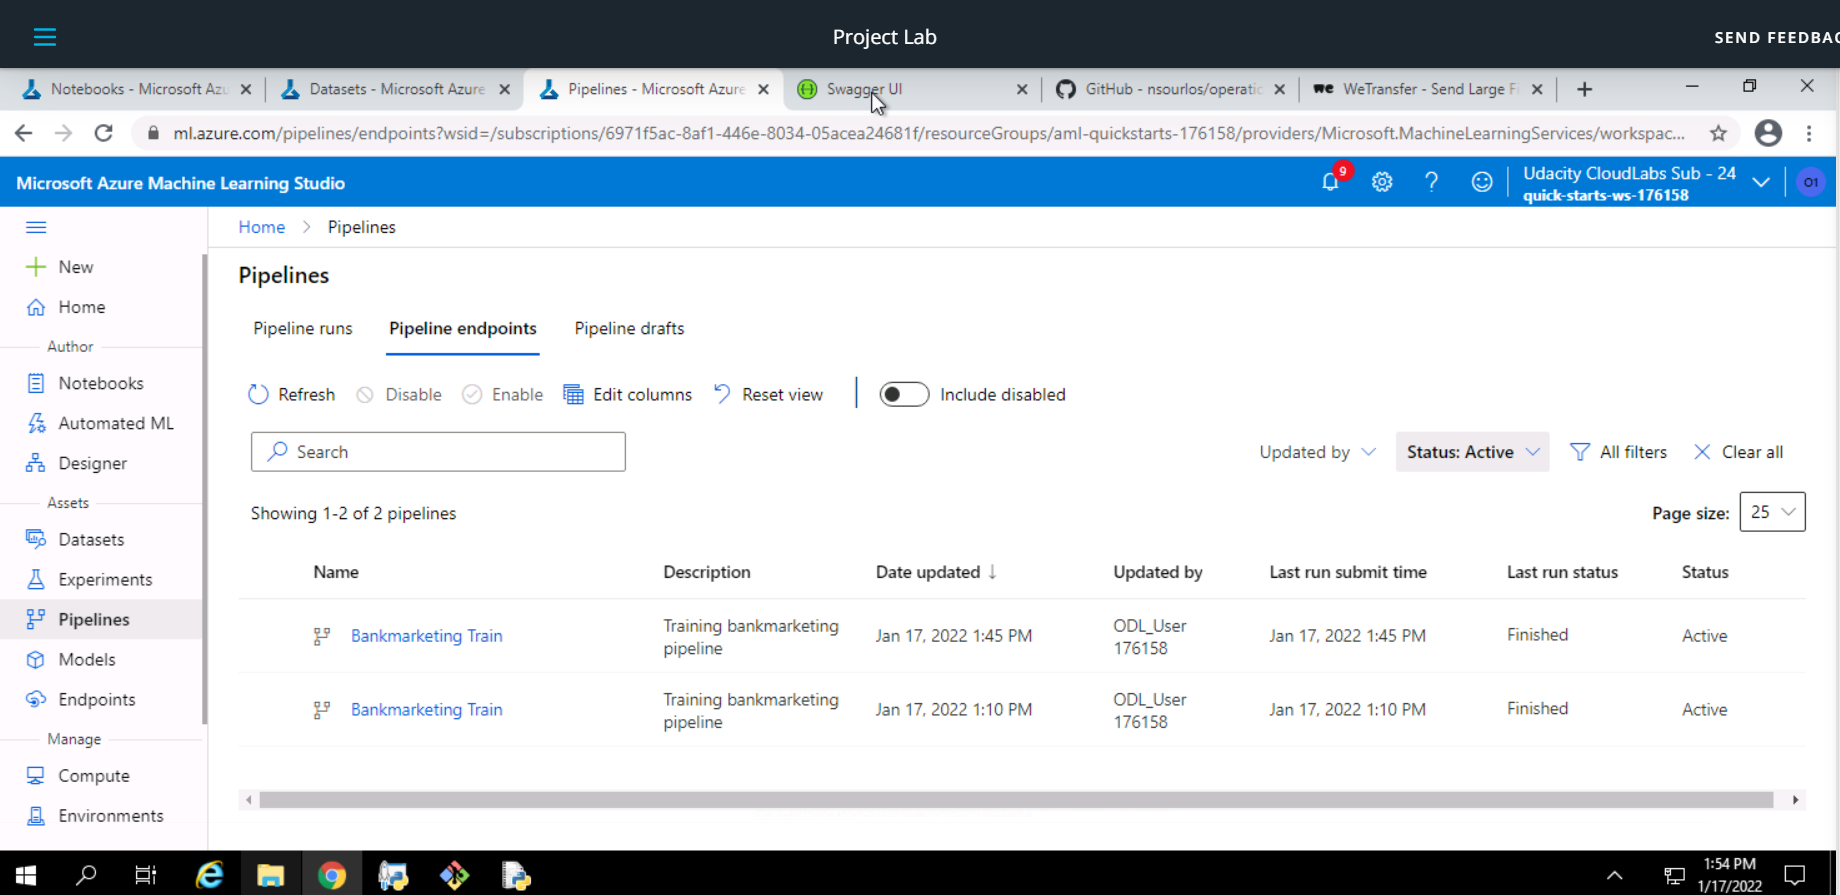 Project Lab
SEND FEEDBAC
Notebooks - Microsoft Azu
Datasets - Microsoft Azure
Pipelines - Microsoft Azure
Swagger UI
GitHub - nsourlos/operatic
WeTransfer - Send Large Fi
ml.azure.com/pipelines/endpoints?wsid=/subscriptions/6971f5ac-8af1-446e-8034-05acea24681f/resourceGroups/aml-quickstarts-176158/providers/Microsoft.MachineLearningServices/workspac...
Microsoft Azure Machine Learning Studio
9
Udacity CloudLabs Sub - 24
quick-starts-ws-176158
O1
Home > Pipelines
New
Home
Author
Notebooks
Automated ML
Designer
Assets
Datasets
Experiments
Pipelines
Models
Endpoints
Manage
Compute
Environments
Pipelines
Pipeline runs
Pipeline endpoints
Pipeline drafts
Refresh
Disable
Enable
Edit columns
Reset view
Include disabled
Search
Updated by
Status: Active
All filters
Clear all
Showing 1-2 of 2 pipelines
Page size: 25
Name Description Date updated ↓ Updated by Last run submit time Last run status Status
Bankmarketing Train
Training bankmarketing
pipeline
Jan 17, 2022 1:45 PM
ODL_User
176158
Jan 17, 2022 1:45 PM
Finished
Active
Bankmarketing Train
Training bankmarketing
pipeline
Jan 17, 2022 1:10 PM
ODL_User
176158
Jan 17, 2022 1:10 PM
Finished
Active
1:54 PM
1/17/2022